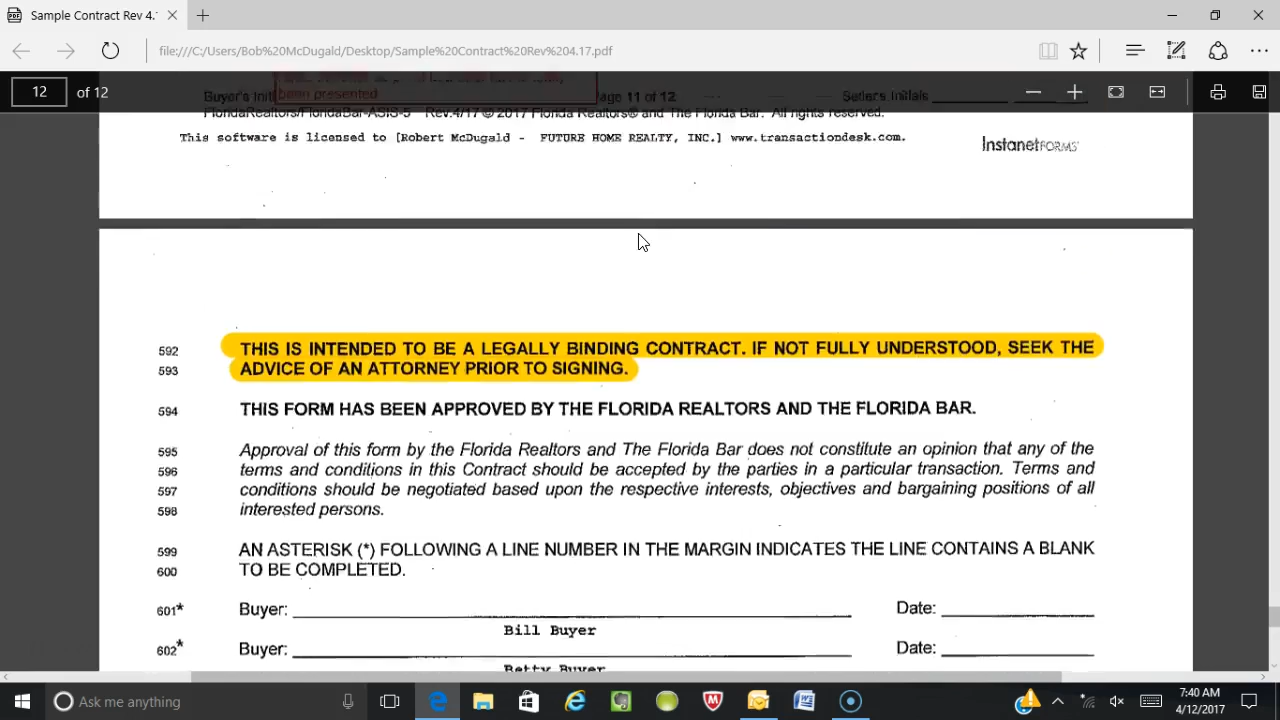 Sample Contract Rev 4.
file:///C:/Users/Bob%20McDugald/Desktop/Sample%20Contract%20Rev%204.17.pdf
12 of 12
been presented
Buyer's Initi age 11 of 12 Seller's Initials
FloridaRealtors/FloridaBar-ASIS-5 Rev.4/17 © 2017 Florida Realtors® and The Florida Bar. All rights reserved.
This software is licensed to [Robert McDugald - FUTURE HOME REALTY, INC.] www.transactiondesk.com.
InstanetFORMS
592 THIS IS INTENDED TO BE A LEGALLY BINDING CONTRACT. IF NOT FULLY UNDERSTOOD, SEEK THE
593 ADVICE OF AN ATTORNEY PRIOR TO SIGNING.
594 THIS FORM HAS BEEN APPROVED BY THE FLORIDA REALTORS AND THE FLORIDA BAR.
595 Approval of this form by the Florida Realtors and The Florida Bar does not constitute an opinion that any of the
596 terms and conditions in this Contract should be accepted by the parties in a particular transaction. Terms and
597 conditions should be negotiated based upon the respective interests, objectives and bargaining positions of all
598 interested persons.
599 AN ASTERISK (*) FOLLOWING A LINE NUMBER IN THE MARGIN INDICATES THE LINE CONTAINS A BLANK
600 TO BE COMPLETED.
601* Buyer: Date:
Bill Buyer
602* Buyer: Date:
Betty Buyer
Ask me anything
7:40 AM
4/12/2017